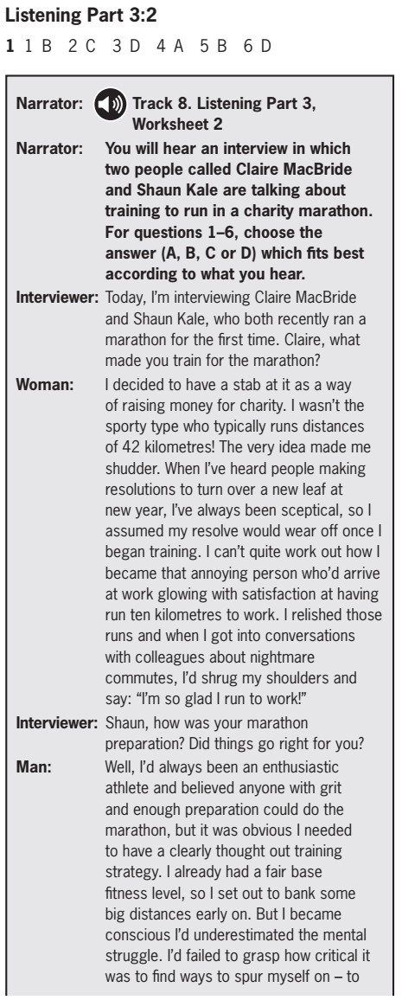 Listening Part 3:2
1 1 B 2 C 3 D 4 A 5 B 6 D
Narrator: Track 8. Listening Part 3,
Worksheet 2
Narrator: You will hear an interview in which
two people called Claire MacBride
and Shaun Kale are talking about
training to run in a charity marathon.
For questions 1–6, choose the
answer (A, B, C or D) which fits best
according to what you hear.
Interviewer: Today, I'm interviewing Claire MacBride
and Shaun Kale, who both recently ran a
marathon for the first time. Claire, what
made you train for the marathon?
Woman: I decided to have a stab at it as a way
of raising money for charity. I wasn't the
sporty type who typically runs distances
of 42 kilometres! The very idea made me
shudder. When I've heard people making
resolutions to turn over a new leaf at
new year, I've always been sceptical, so I
assumed my resolve would wear off once I
began training. I can't quite work out how I
became that annoying person who'd arrive
at work glowing with satisfaction at having
run ten kilometres to work. I relished those
runs and when I got into conversations
with colleagues about nightmare
commutes, I'd shrug my shoulders and
say: "I'm so glad I run to work!"
Interviewer: Shaun, how was your marathon
preparation? Did things go right for you?
Man: Well, I'd always been an enthusiastic
athlete and believed anyone with grit
and enough preparation could do the
marathon, but it was obvious I needed
to have a clearly thought out training
strategy. I already had a fair base
fitness level, so I set out to bank some
big distances early on. But I became
conscious I'd underestimated the mental
struggle. I'd failed to grasp how critical it
was to find ways to spur myself on – to